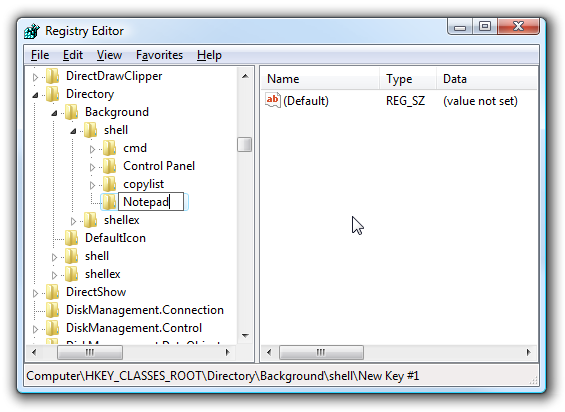 Registry Editor
File Edit View Favorites Help
DirectDrawClipper
Directory
Background
shell
cmd
Control Panel
copylist
Notepad
shellex
DefaultIcon
shell
shellex
DirectShow
DiskManagement.Connection
DiskManagement.Control
Name Type Data
ab (Default) REG_SZ (value not set)
Computer\HKEY_CLASSES_ROOT\Directory\Background\shell\New Key #1